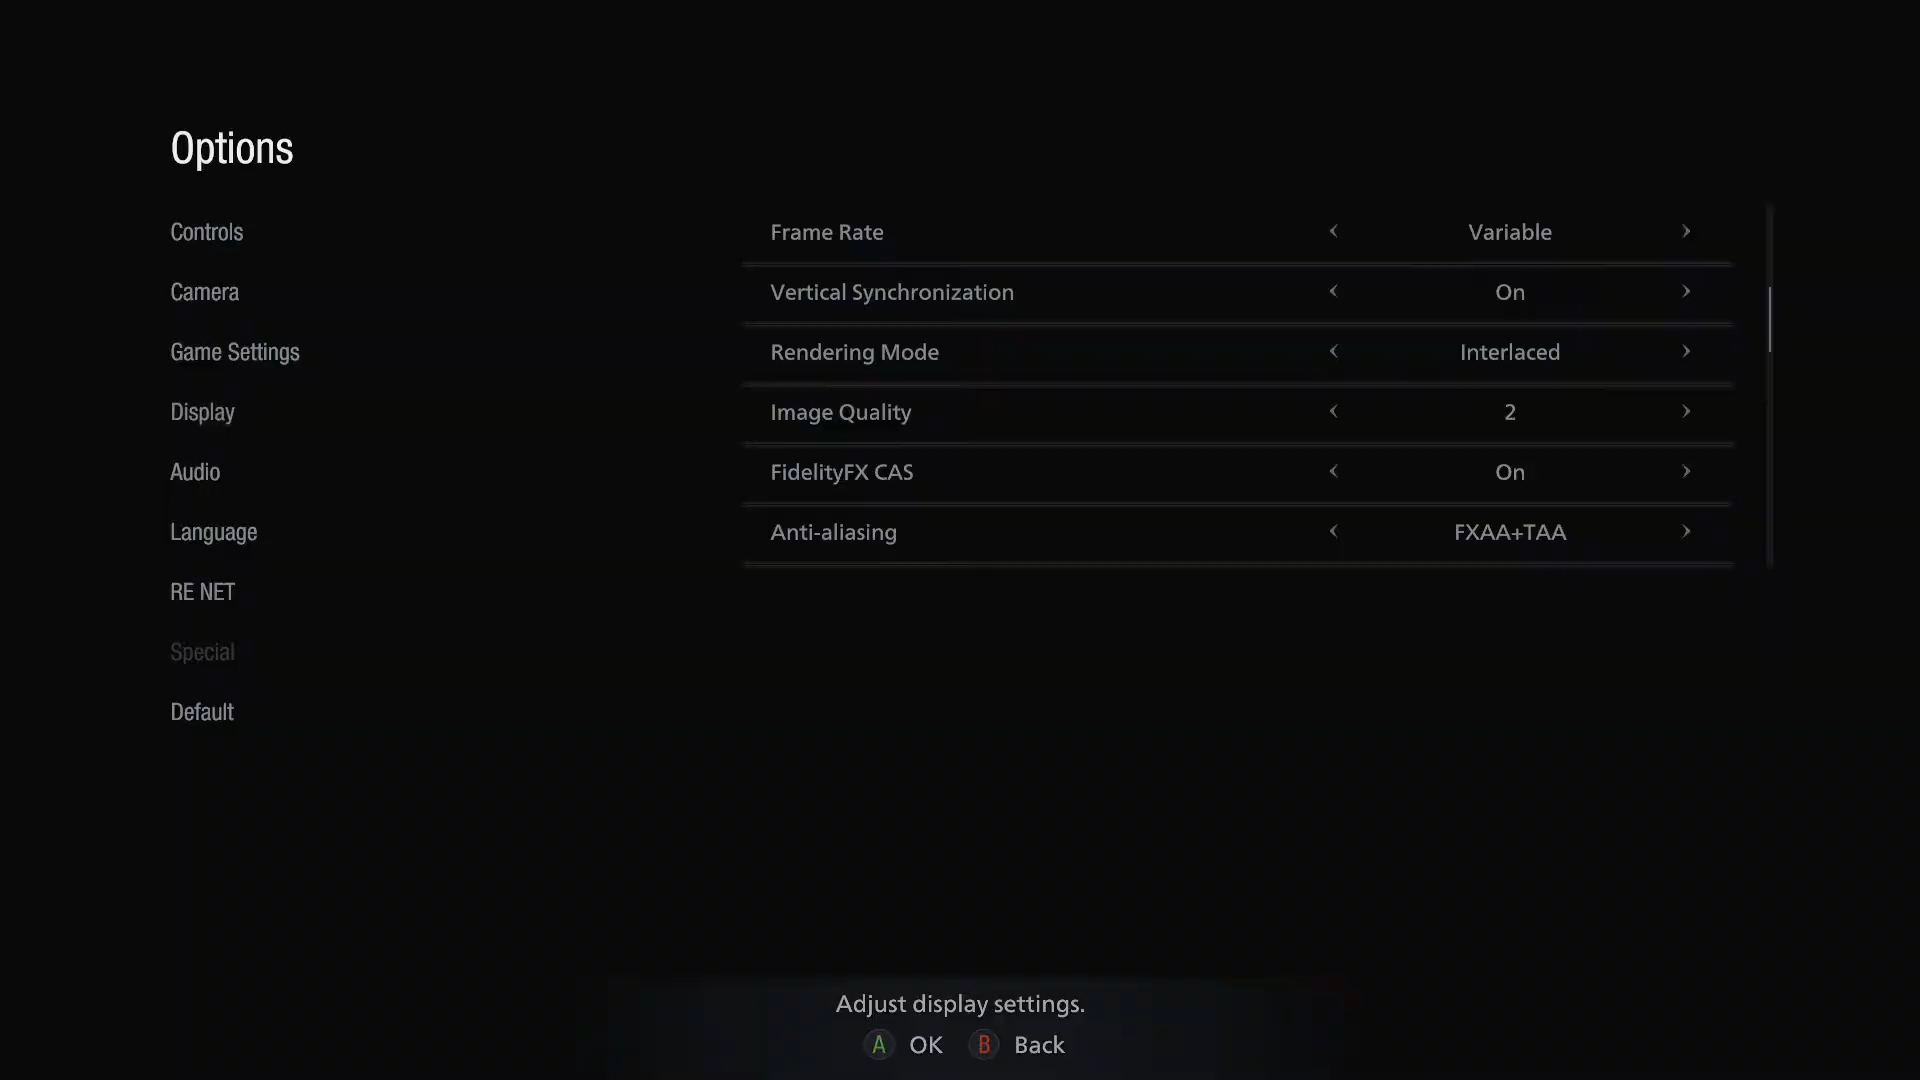 Options
Controls
Camera
Game Settings
Display
Audio
Language
RE NET
Special
Default
Frame Rate Variable
Vertical Synchronization On
Rendering Mode Interlaced
Image Quality 2
FidelityFX CAS On
Anti-aliasing FXAA+TAA
Adjust display settings.
A OK B Back